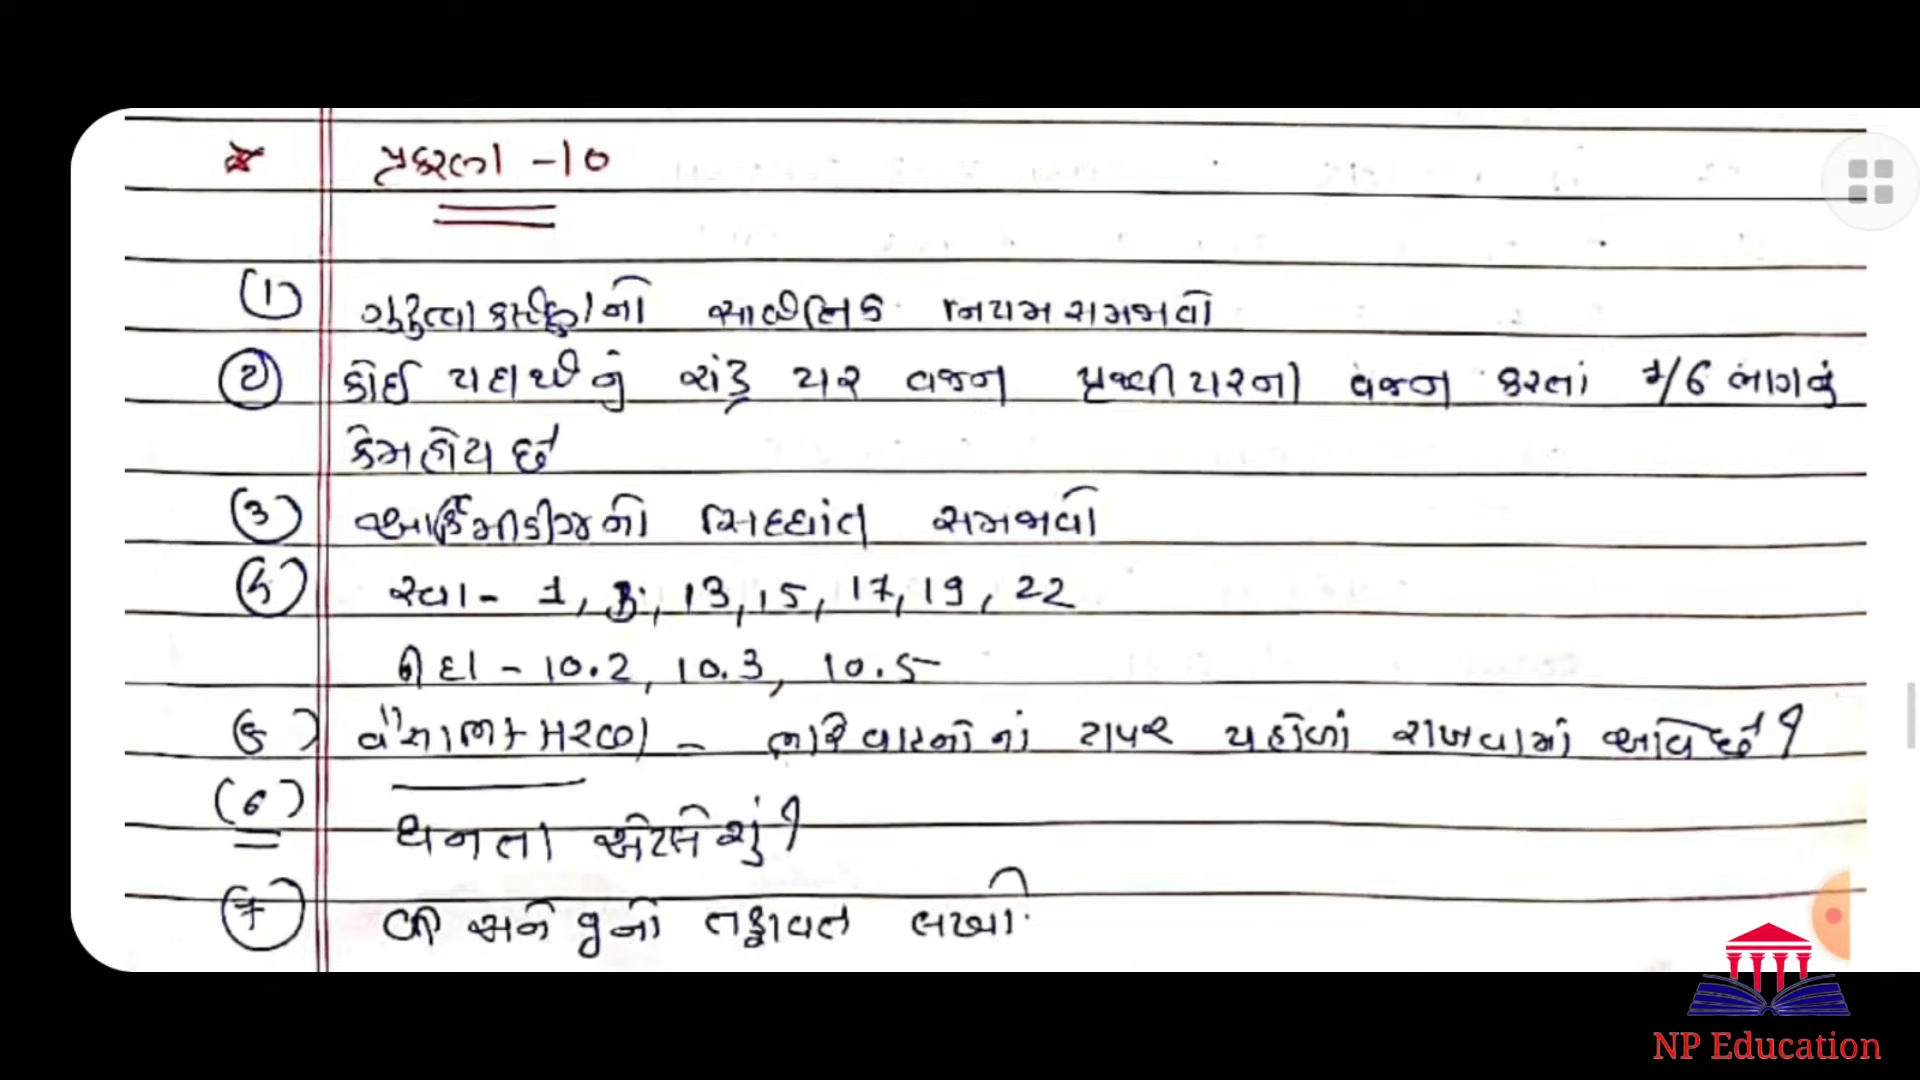 પ્રકરણ -10
(1) ગુરુત્વાકર્ષણનો સાર્વત્રિક નિયમ સમજાવો
(2) કોઈ પદાર્થનું ચંદ્ર પર વજન પૃથ્વી પરના વજન કરતાં 1/6 ભાગનું
કેમ હોય છે
(3) આર્કિમીડીઝનો સિદ્ધાંત સમજાવો
(4) સ્વા- 1, 3, 13, 15, 17, 19, 22
ઉદા - 10.2, 10.3, 10.5
(5) વૈજ્ઞાનિક કારણ - ભારે વાહનોનાં ટાયર પહોળાં રાખવામાં આવે છે?
(6)
ઘનતા એટલે શું?
(7) G અને g નો તફાવત લખો.
NP Education